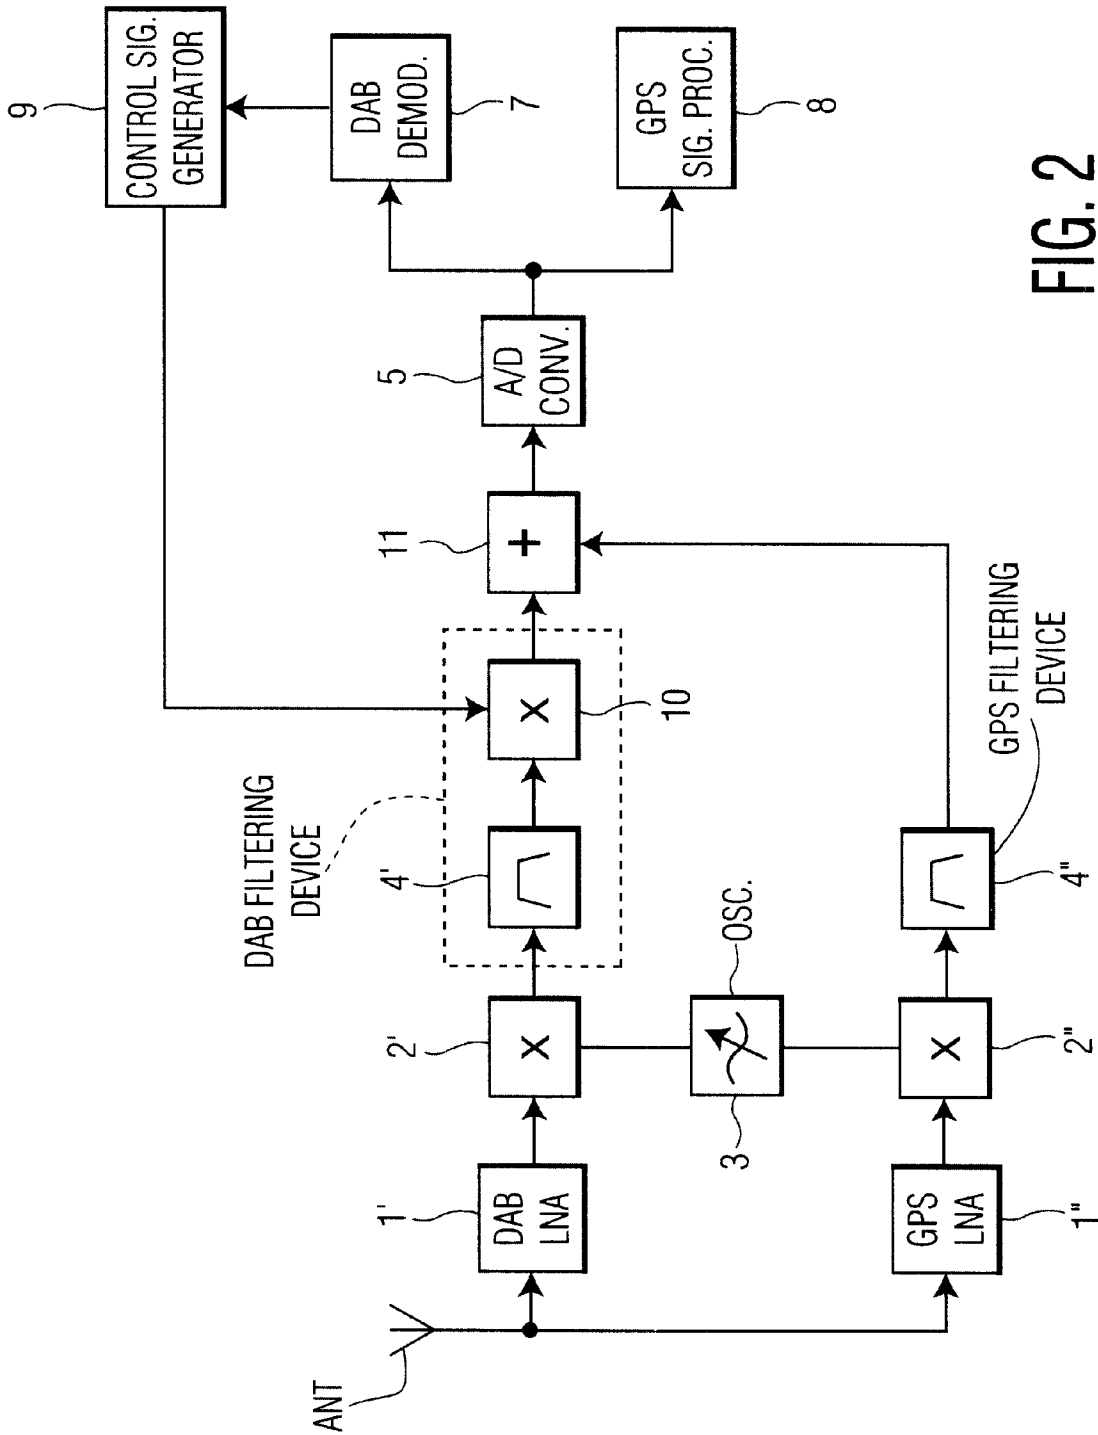 9
CONTROL SIG.
GENERATOR
DAB
DEMOD.
7
GPS
SIG. PROC.
8
A/D
CONV.
5
+
11
X
10
DAB FILTERING
DEVICE
4'
GPS FILTERING
DEVICE
4"
X
2'
OSC.
3
X
2"
DAB
LNA
1'
GPS
LNA
1"
ANT
FIG. 2